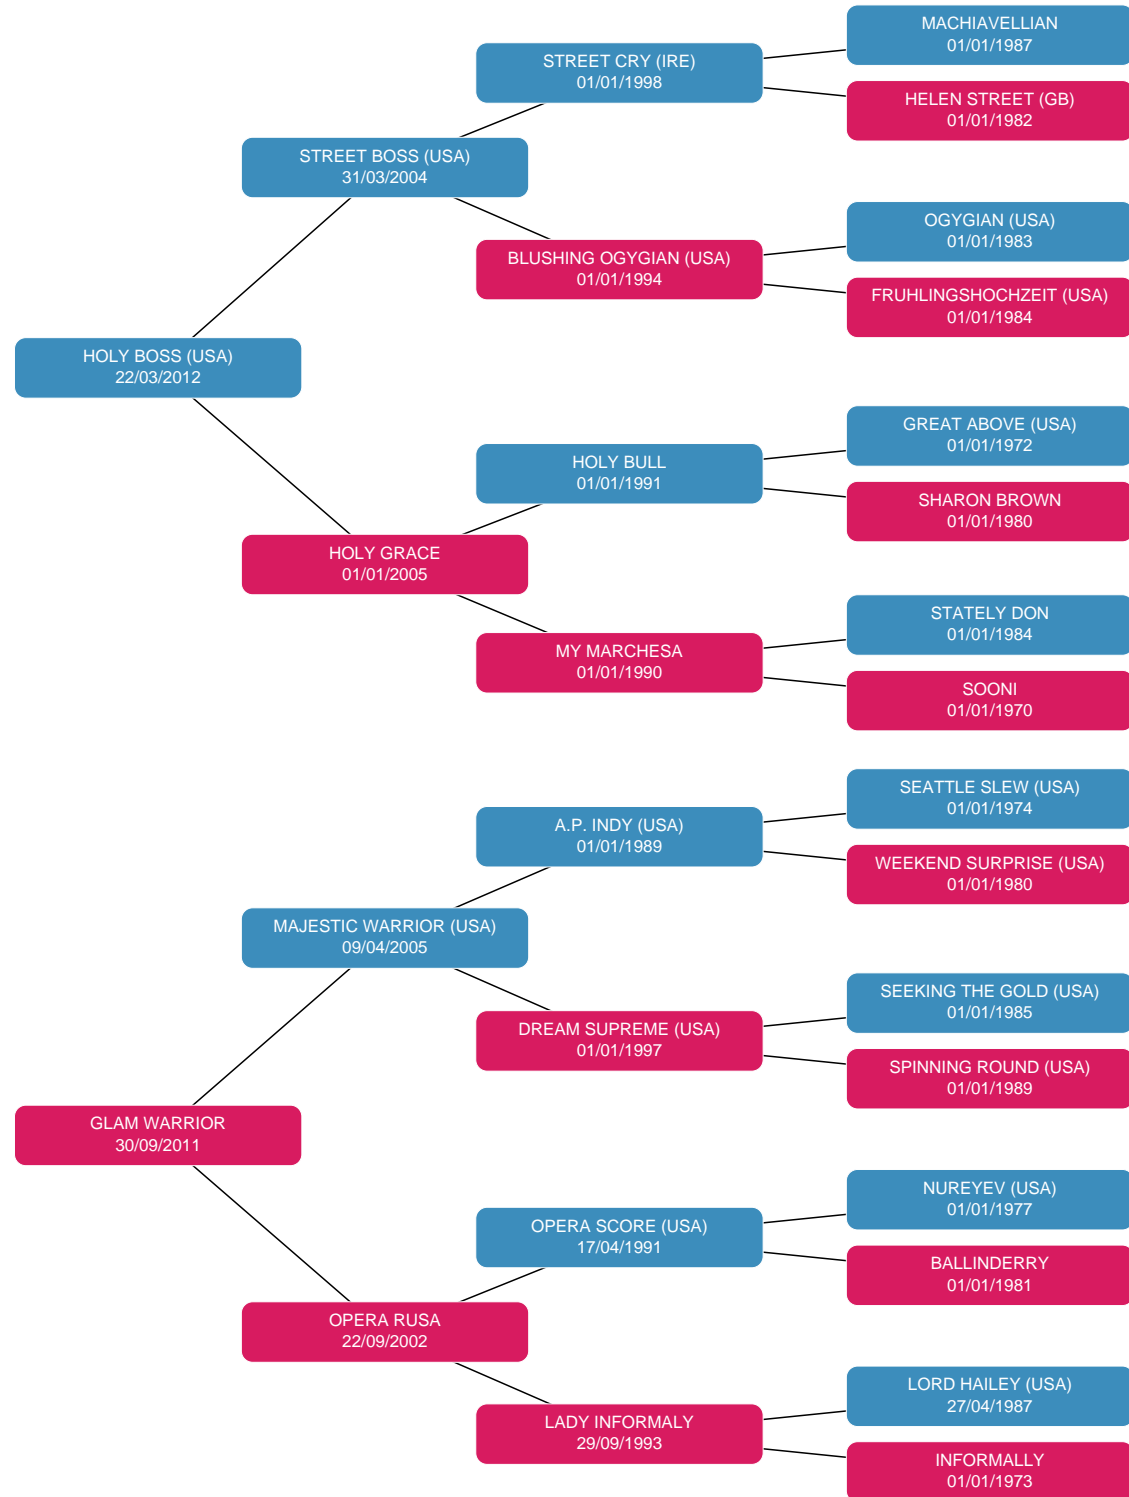 MACHIAVELLIAN
01/01/1987
STREET CRY (IRE)
01/01/1998
HELEN STREET (GB)
01/01/1982
STREET BOSS (USA)
31/03/2004
OGYGIAN (USA)
01/01/1983
BLUSHING OGYGIAN (USA)
01/01/1994
FRUHLINGSHOCHZEIT (USA)
01/01/1984
HOLY BOSS (USA)
22/03/2012
GREAT ABOVE (USA)
01/01/1972
HOLY BULL
01/01/1991
SHARON BROWN
01/01/1980
HOLY GRACE
01/01/2005
STATELY DON
01/01/1984
MY MARCHESA
01/01/1990
SOONI
01/01/1970
SEATTLE SLEW (USA)
01/01/1974
A.P. INDY (USA)
01/01/1989
WEEKEND SURPRISE (USA)
01/01/1980
MAJESTIC WARRIOR (USA)
09/04/2005
SEEKING THE GOLD (USA)
01/01/1985
DREAM SUPREME (USA)
01/01/1997
SPINNING ROUND (USA)
01/01/1989
GLAM WARRIOR
30/09/2011
NUREYEV (USA)
01/01/1977
OPERA SCORE (USA)
17/04/1991
BALLINDERRY
01/01/1981
OPERA RUSA
22/09/2002
LORD HAILEY (USA)
27/04/1987
LADY INFORMALY
29/09/1993
INFORMALLY
01/01/1973